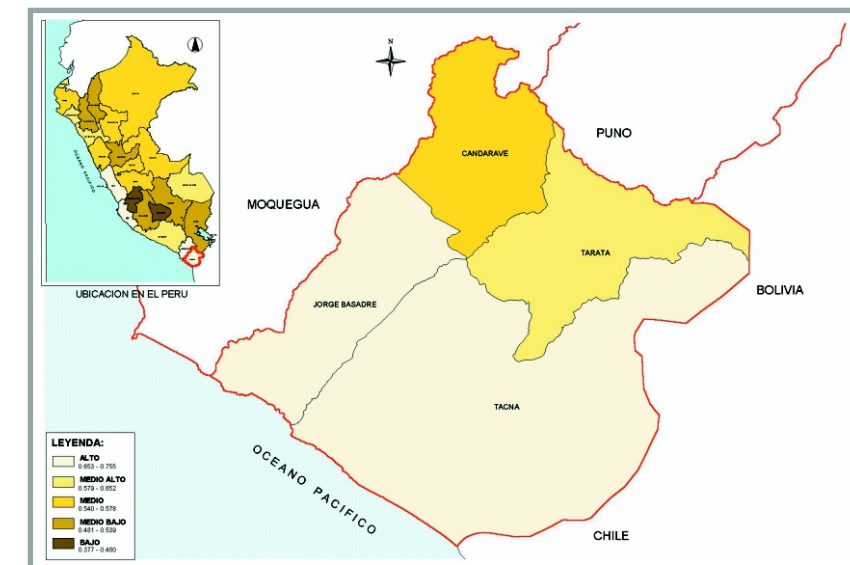 N
PUNO
CANDARAVE
MOQUEGUA
TARATA
BOLIVIA
JORGE BASADRE
TACNA
CHILE
OCEANO PACIFICO
OCEANO PACIFICO
UBICACION EN EL PERU
LEYENDA:
ALTO
0.653 - 0.755
MEDIO ALTO
0.579 - 0.652
MEDIO
0.540 - 0.578
MEDIO BAJO
0.481 - 0.539
BAJO
0.377 - 0.480